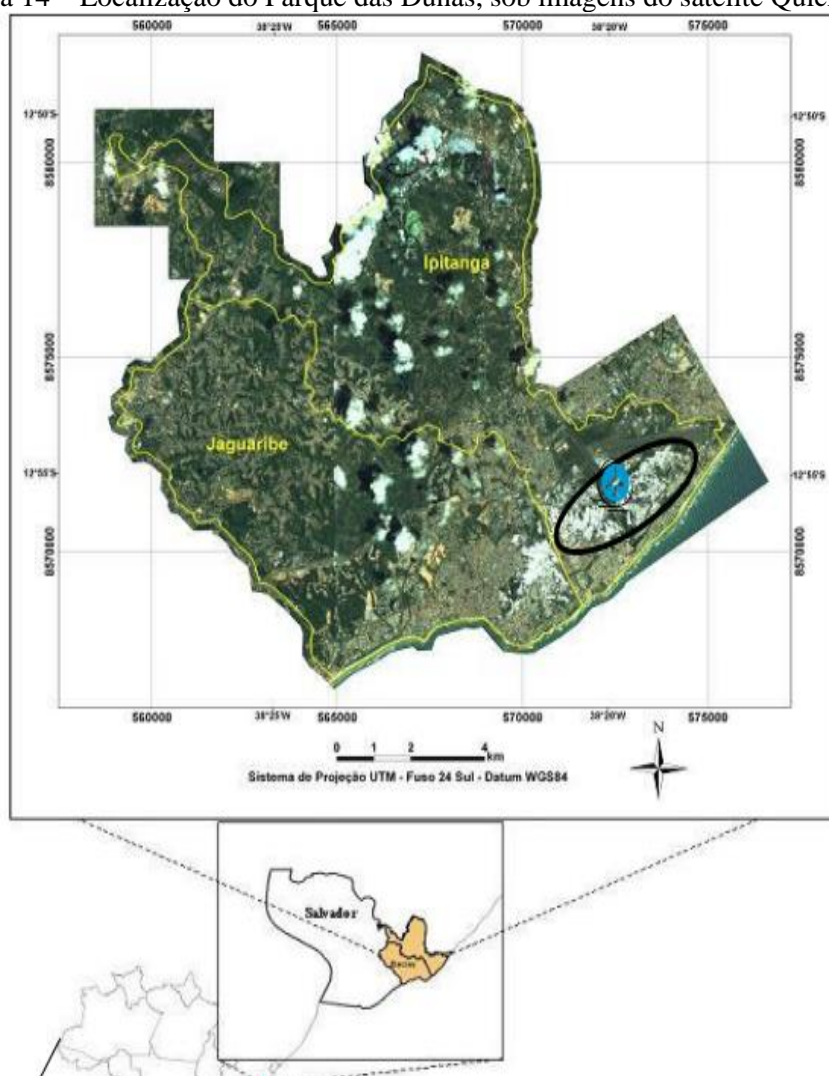 a 14 – Localização do Parque das Dunas, sob imagens do satélite Quic
560000 38°25'W 565000 570000 38°20'W 575000
12°50'S 12°50'S
8580000 8580000
Ipitanga
8575000 8575000
Jaguaribe
12°55'S 12°55'S
8570000 8570000
560000 38°25'W 565000 570000 38°20'W 575000
N
0 1 2 4 km
Sistema de Projeção UTM - Fuso 24 Sul - Datum WGS84
Salvador